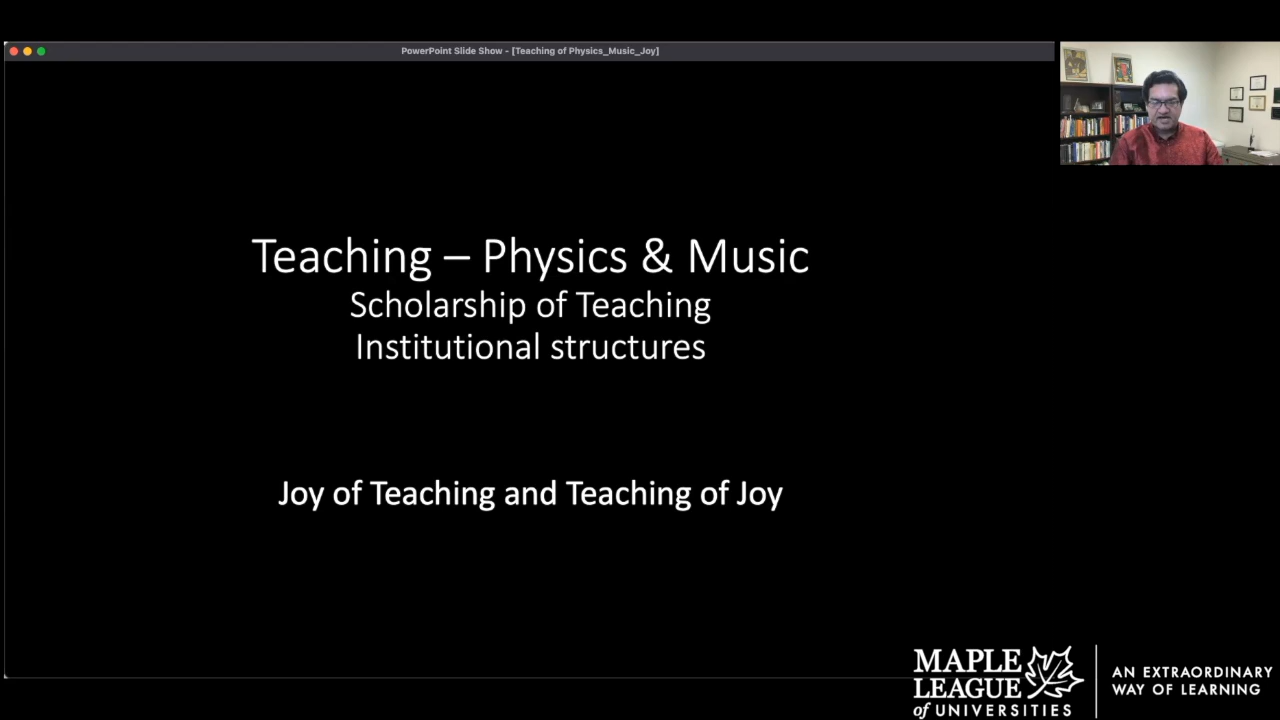 PowerPoint Slide Show - [Teaching of Physics_Music_Joy]
Teaching – Physics & Music
Scholarship of Teaching
Institutional structures
Joy of Teaching and Teaching of Joy
MAPLE
LEAGUE
of UNIVERSITIES
AN EXTRAORDINARY
WAY OF LEARNING